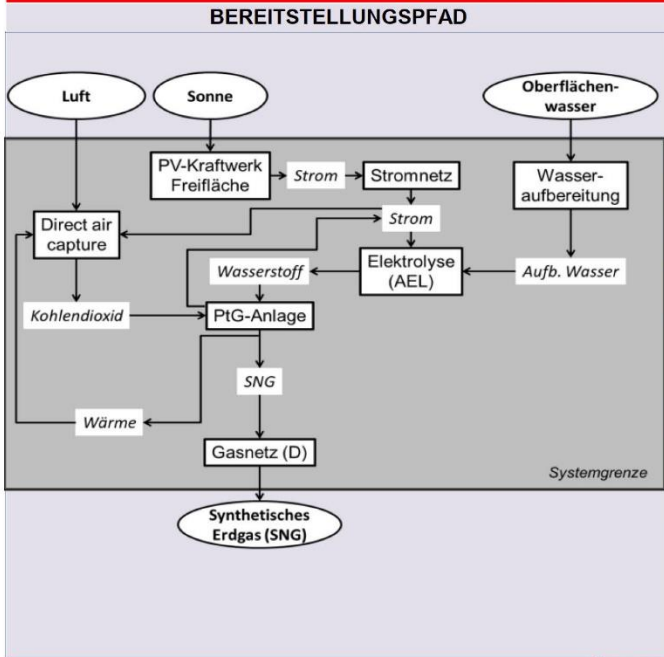 BEREITSTELLUNGSPFAD
Luft
Sonne
Oberflächen-
wasser
PV-Kraftwerk
Freifläche
Strom
Stromnetz
Wasser-
aufbereitung
Direct air
capture
Strom
Wasserstoff
Elektrolyse
(AEL)
Aufb. Wasser
Kohlendioxid
PtG-Anlage
SNG
Wärme
Gasnetz (D)
Systemgrenze
Synthetisches
Erdgas (SNG)